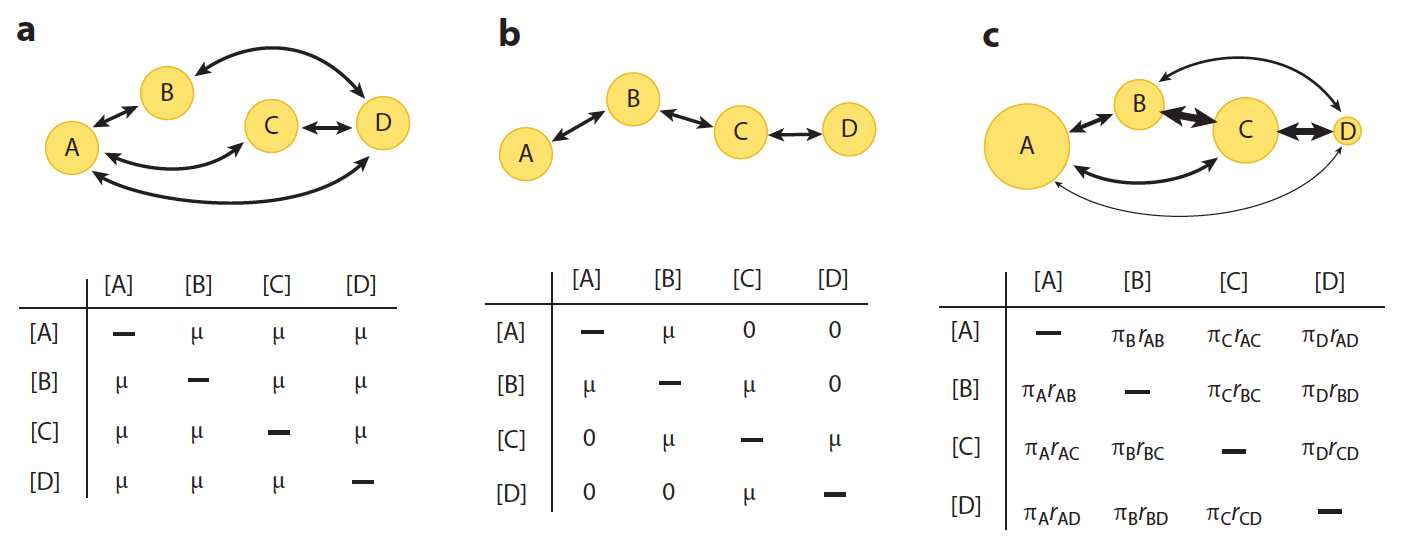 a
B
C
D
A
[A] [B] [C] [D]
[A] — μ μ μ
[B] μ — μ μ
[C] μ μ — μ
[D] μ μ μ —
b
B
C
D
A
[A] [B] [C] [D]
[A] — μ 0 0
[B] μ — μ 0
[C] 0 μ — μ
[D] 0 0 μ —
c
B
C
D
A
[A] [B] [C] [D]
[A] — πBrAB πCrAC πDrAD
[B] πArAB — πCrBC πDrBD
[C] πArAC πBrBC — πDrCD
[D] πArAD πBrBD πCrCD —